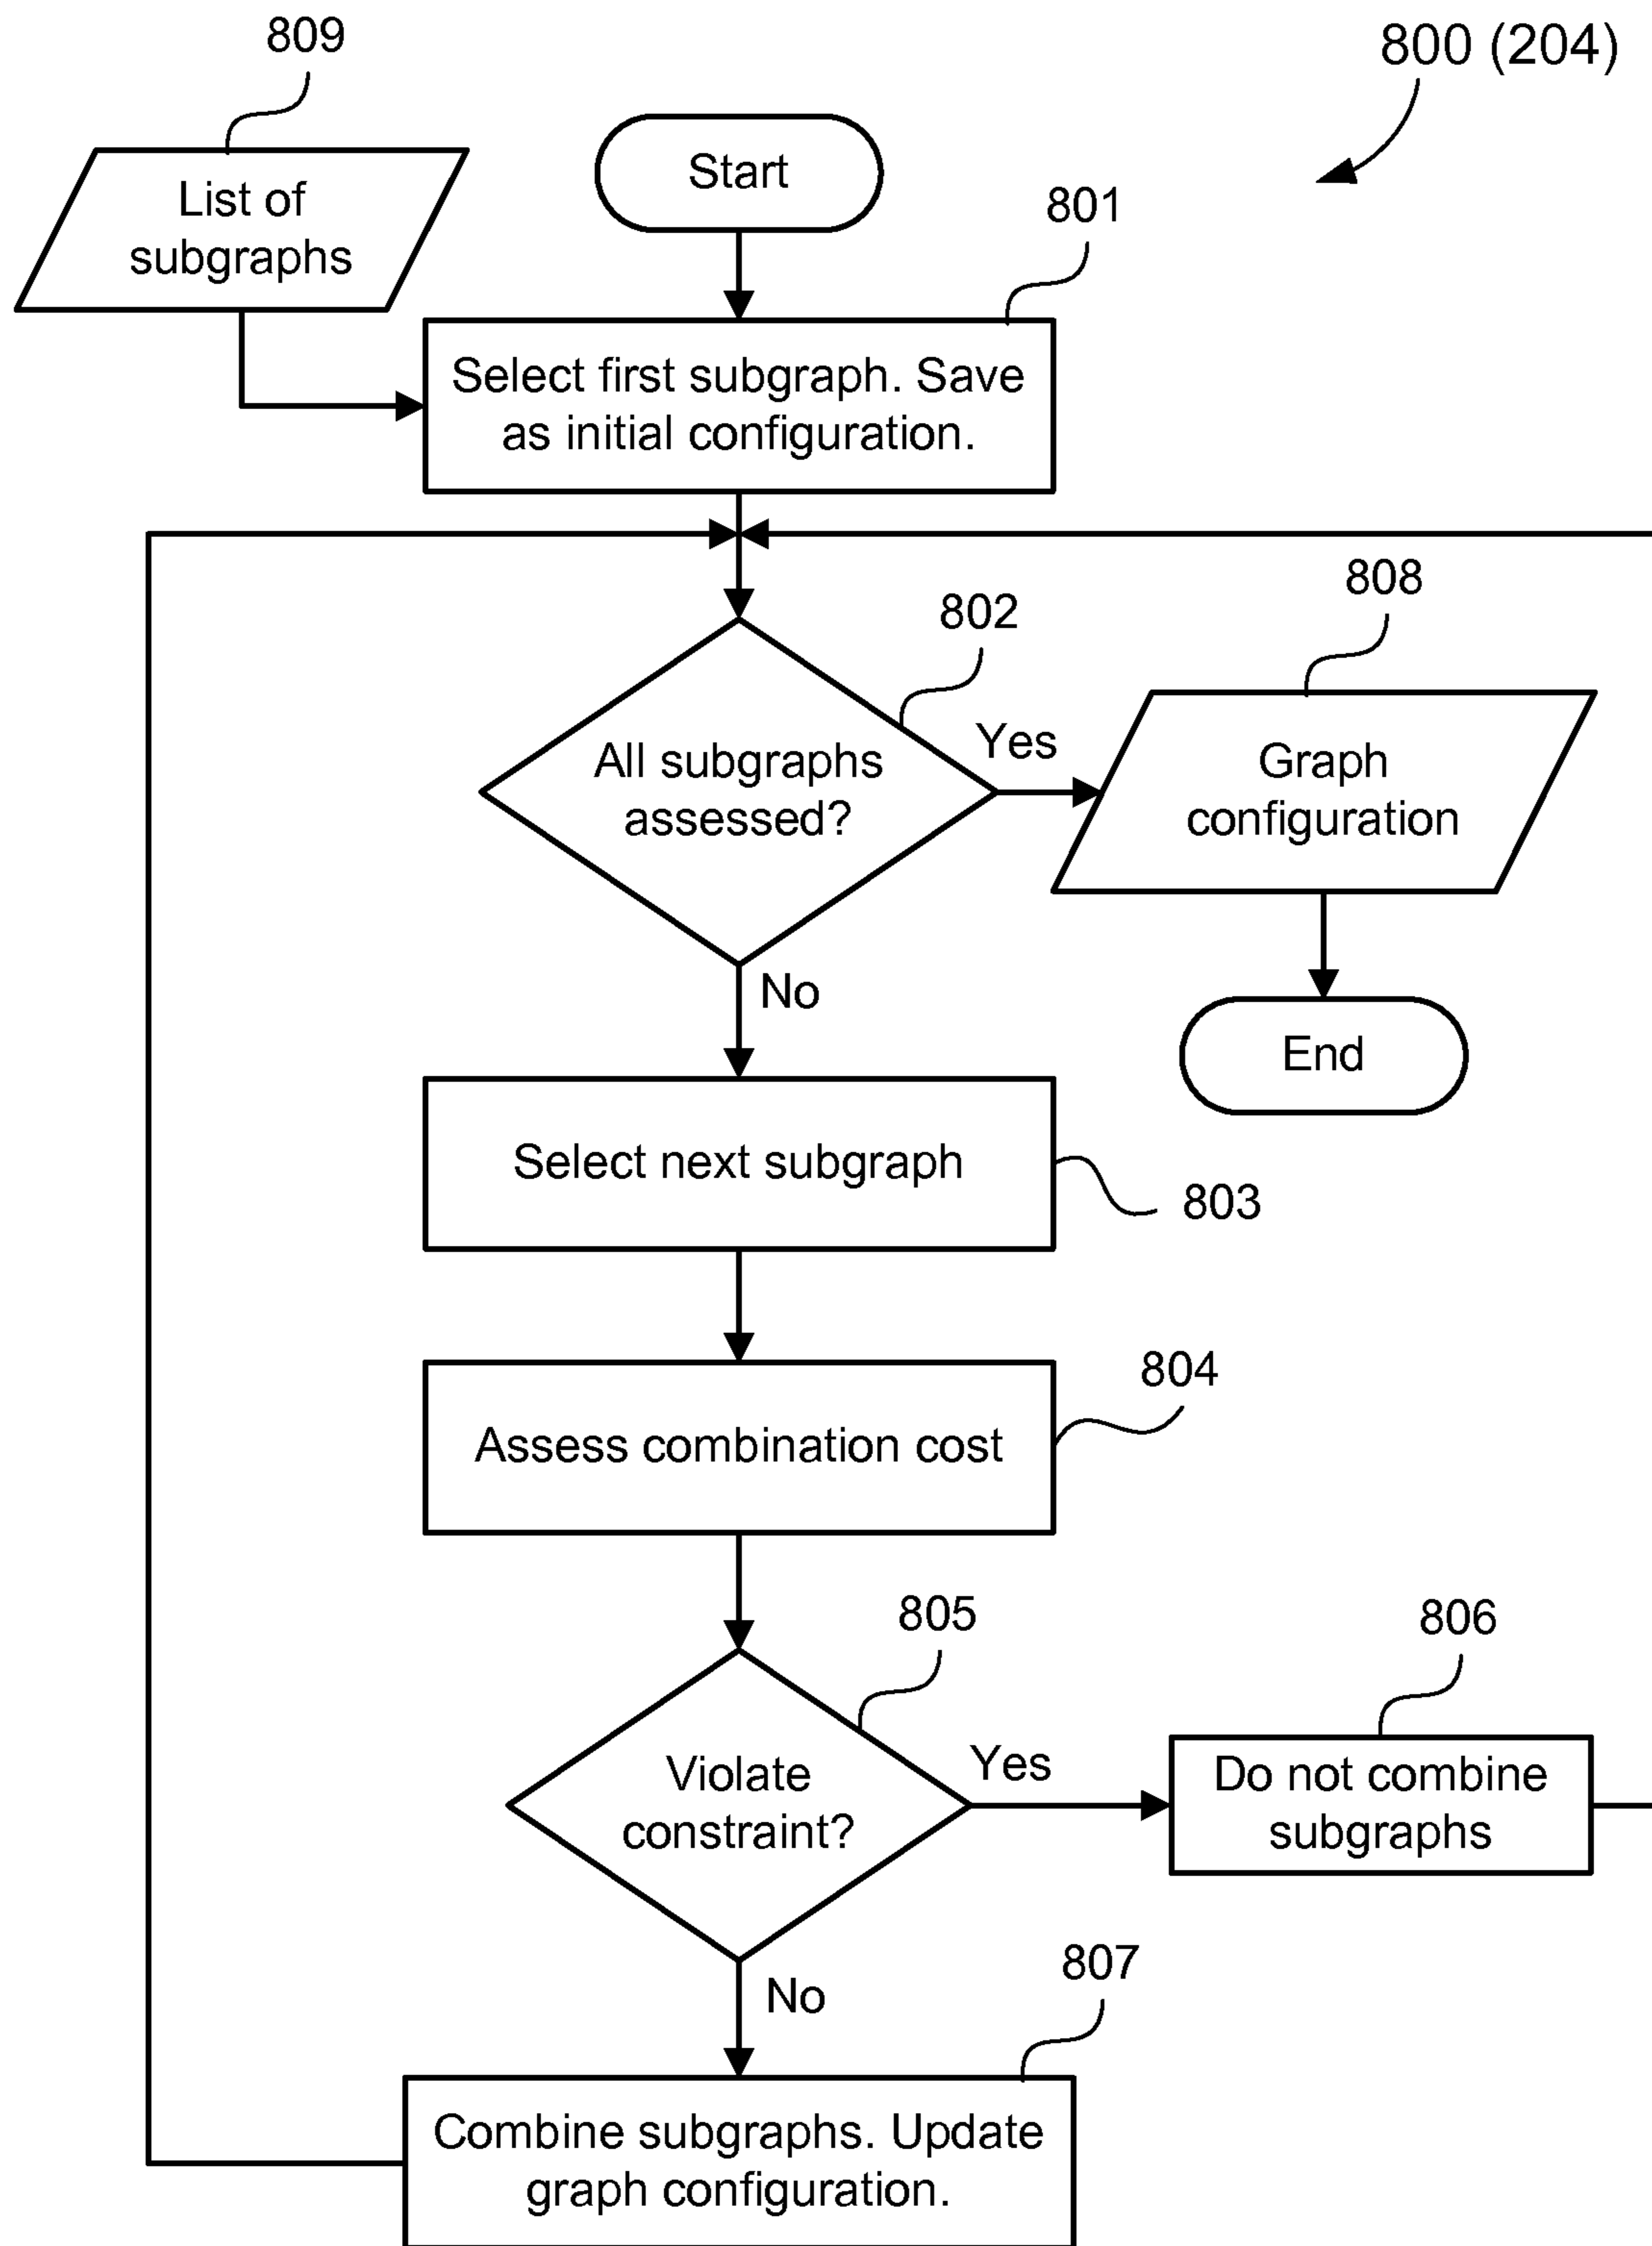 809
800 (204)
List of
subgraphs
Start
801
Select first subgraph. Save
as initial configuration.
802
808
All subgraphs
assessed?
Yes
Graph
configuration
No
End
Select next subgraph
803
804
Assess combination cost
805
806
Violate
constraint?
Yes
Do not combine
subgraphs
No
807
Combine subgraphs. Update
graph configuration.